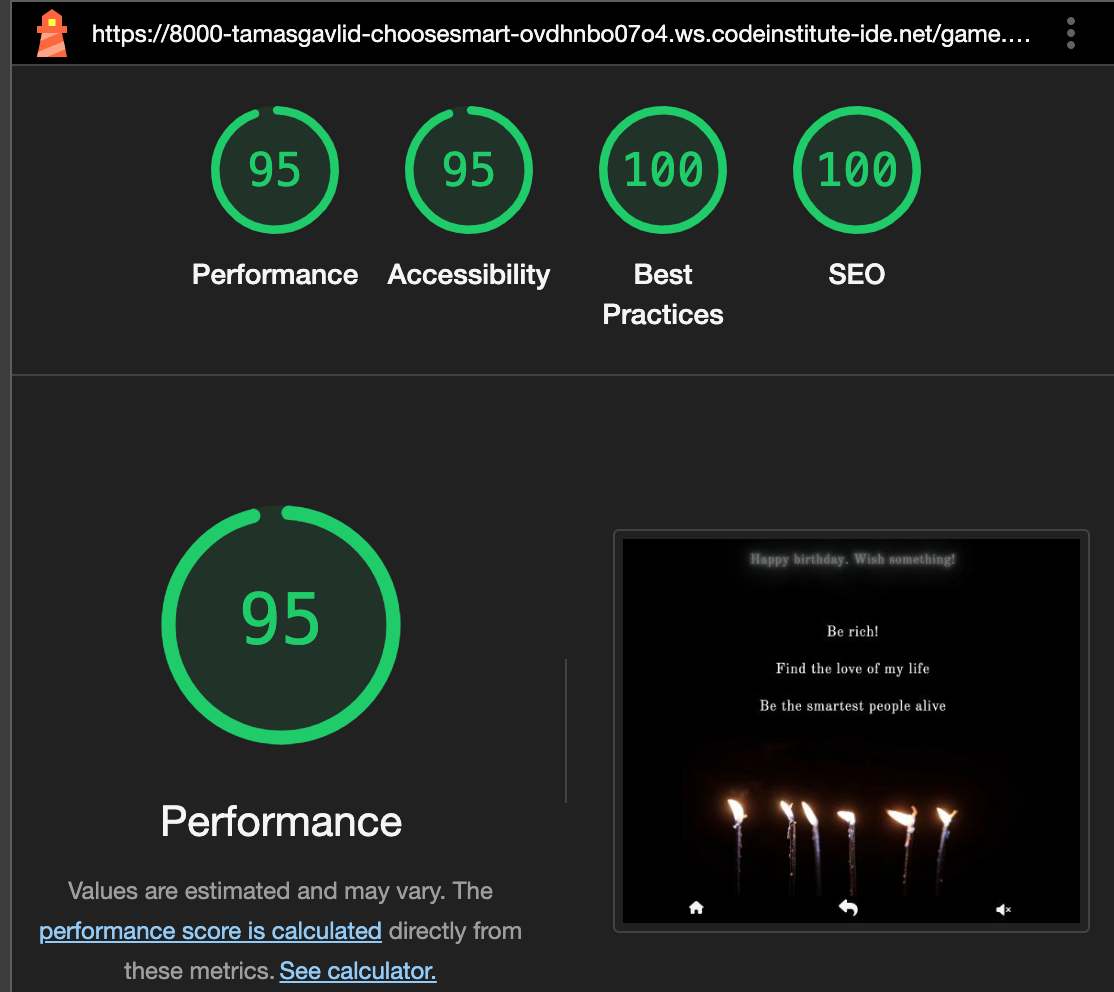 https://8000-tamasgavlid-choosesmart-ovdhnbo07o4.ws.codeinstitute-ide.net/game....
95
95
100
100
Performance
Accessibility
Best
Practices
SEO
95
Performance
Values are estimated and may vary. The
performance score is calculated directly from
these metrics. See calculator.
Happy birthday. Wish something!
Be rich!
Find the love of my life
Be the smartest people alive